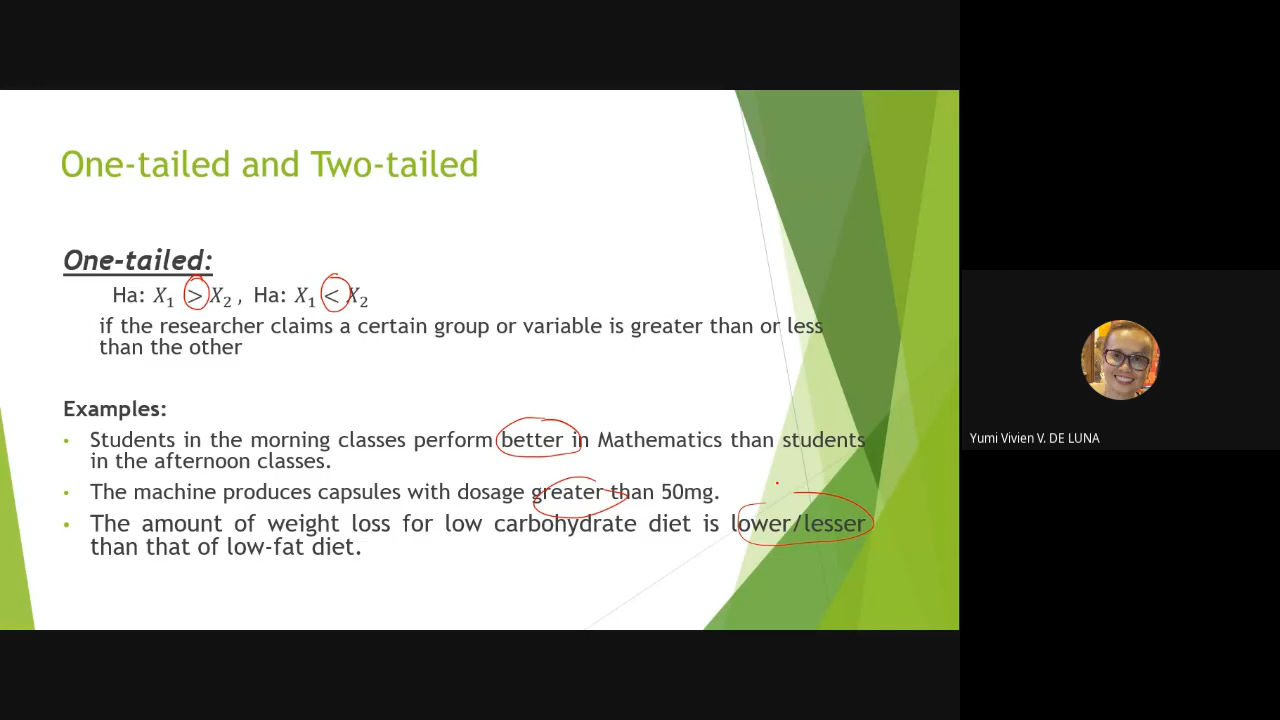 One-tailed and Two-tailed
One-tailed:
Ha: X₁ > X₂ , Ha: X₁ < X₂
if the researcher claims a certain group or variable is greater than or less
than the other
Examples:
• Students in the morning classes perform better in Mathematics than students
in the afternoon classes.
• The machine produces capsules with dosage greater than 50mg.
• The amount of weight loss for low carbohydrate diet is lower/lesser
than that of low-fat diet.
Yumi Vivien V. DE LUNA